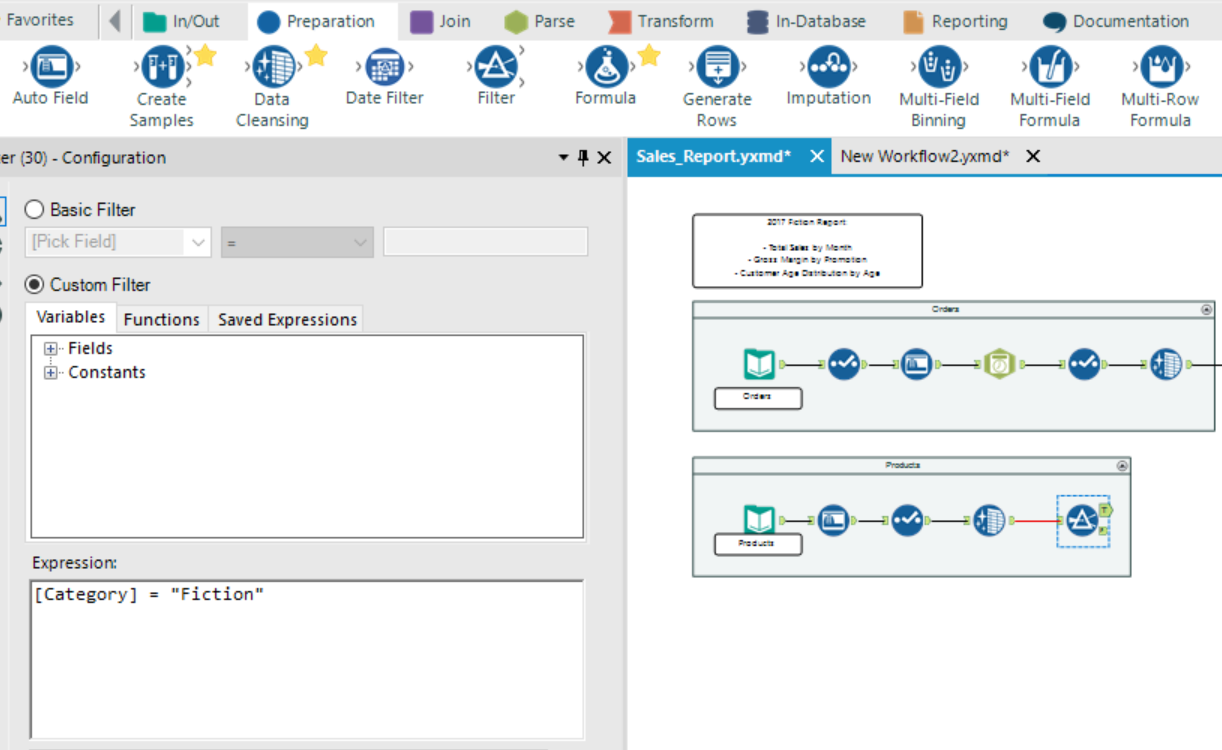 Favorites
In/Out
Preparation
Join
Parse
Transform
In-Database
Reporting
Documentation
Auto Field
Create
Samples
Data
Cleansing
Date Filter
Filter
Formula
Generate
Rows
Imputation
Multi-Field
Binning
Multi-Field
Formula
Multi-Row
Formula
er (30) - Configuration
Sales_Report.yxmd*
New Workflow2.yxmd*
Basic Filter
[Pick Field]
=
Custom Filter
Variables
Functions
Saved Expressions
Fields
Constants
Expression:
[Category] = "Fiction"
2017 Fiction Report
- Total Sales by Month
- Gross Margin by Promotion
- Customer Age Distribution by Age
Orders
Orders
Products
Products
T